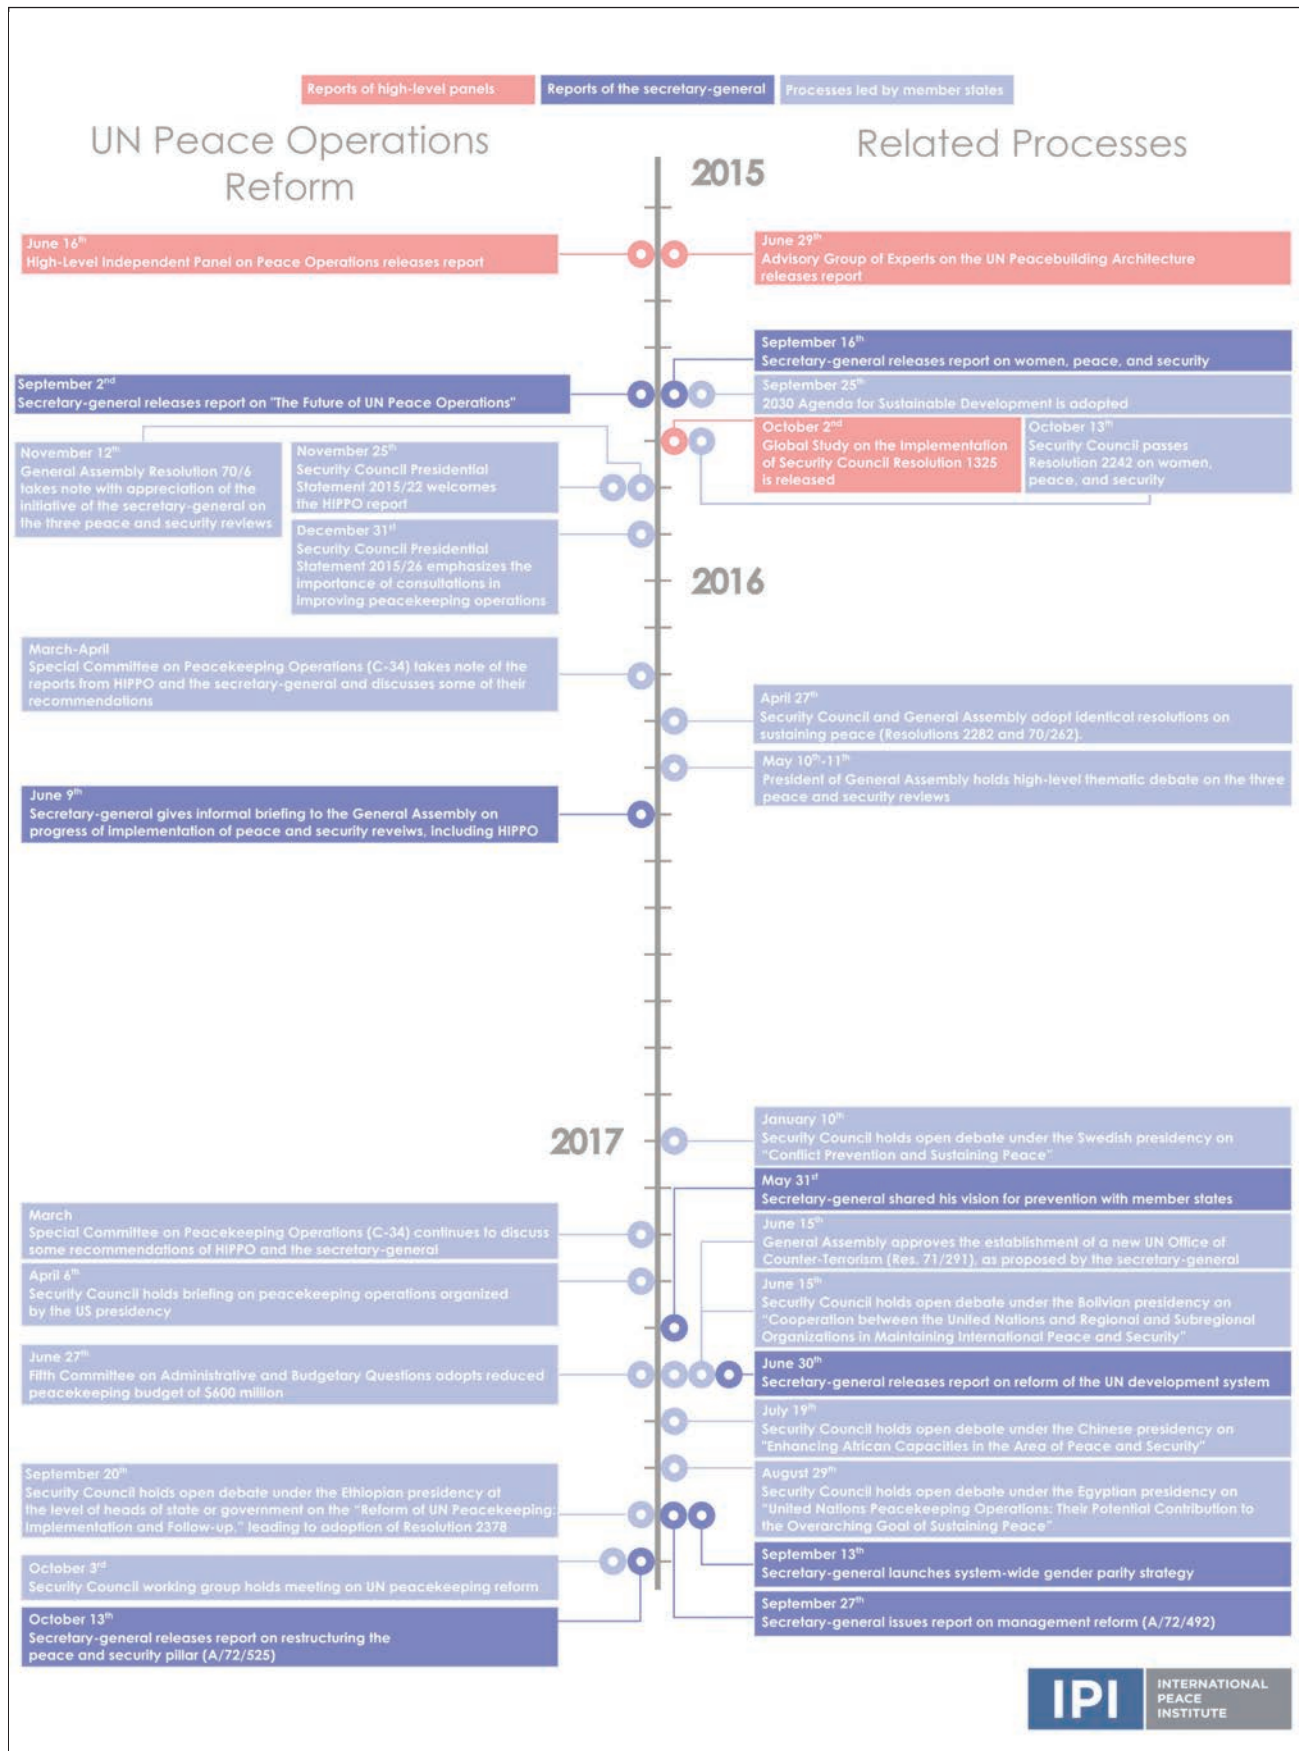 Reports of high-level panels
Reports of the secretary-general
Processes led by member states
UN Peace Operations
Reform
Related Processes
2015
June 16th
High-Level Independent Panel on Peace Operations releases report
June 29th
Advisory Group of Experts on the UN Peacebuilding Architecture
releases report
September 16th
Secretary-general releases report on women, peace, and security
September 2nd
Secretary-general releases report on "The Future of UN Peace Operations"
September 25th
2030 Agenda for Sustainable Development is adopted
October 2nd
Global Study on the Implementation
of Security Council Resolution 1325
is released
October 13th
Security Council passes
Resolution 2242 on women,
peace, and security
November 12th
General Assembly Resolution 70/6
takes note with appreciation of the
initiative of the secretary-general on
the three peace and security reviews
November 25th
Security Council Presidential
Statement 2015/22 welcomes
the HIPPO report
December 31st
Security Council Presidential
Statement 2015/26 emphasizes the
importance of consultations in
improving peacekeeping operations
2016
March-April
Special Committee on Peacekeeping Operations (C-34) takes note of the
reports from HIPPO and the secretary-general and discusses some of their
recommendations
April 27th
Security Council and General Assembly adopt identical resolutions on
sustaining peace (Resolutions 2282 and 70/262).
May 10th-11th
President of General Assembly holds high-level thematic debate on the three
peace and security reviews
June 9th
Secretary-general gives informal briefing to the General Assembly on
progress of implementation of peace and security reveiws, including HIPPO
2017
January 10th
Security Council holds open debate under the Swedish presidency on
"Conflict Prevention and Sustaining Peace"
May 31st
Secretary-general shared his vision for prevention with member states
March
Special Committee on Peacekeeping Operations (C-34) continues to discuss
some recommendations of HIPPO and the secretary-general
June 15th
General Assembly approves the establishment of a new UN Office of
Counter-Terrorism (Res. 71/291), as proposed by the secretary-general
April 6th
Security Council holds briefing on peacekeeping operations organized
by the US presidency
June 15th
Security Council holds open debate under the Bolivian presidency on
"Cooperation between the United Nations and Regional and Subregional
Organizations in Maintaining International Peace and Security"
June 27th
Fifth Committee on Administrative and Budgetary Questions adopts reduced
peacekeeping budget of $600 million
June 30th
Secretary-general releases report on reform of the UN development system
July 19th
Security Council holds open debate under the Chinese presidency on
"Enhancing African Capacities in the Area of Peace and Security"
August 29th
Security Council holds open debate under the Egyptian presidency on
"United Nations Peacekeeping Operations: Their Potential Contribution to
the Overarching Goal of Sustaining Peace"
September 20th
Security Council holds open debate under the Ethiopian presidency at
the level of heads of state or government on the "Reform of UN Peacekeeping:
Implementation and Follow-up," leading to adoption of Resolution 2378
September 13th
Secretary-general launches system-wide gender parity strategy
October 3rd
Security Council working group holds meeting on UN peacekeeping reform
September 27th
Secretary-general issues report on management reform (A/72/492)
October 13th
Secretary-general releases report on restructuring the
peace and security pillar (A/72/525)
IPI
INTERNATIONAL
PEACE
INSTITUTE